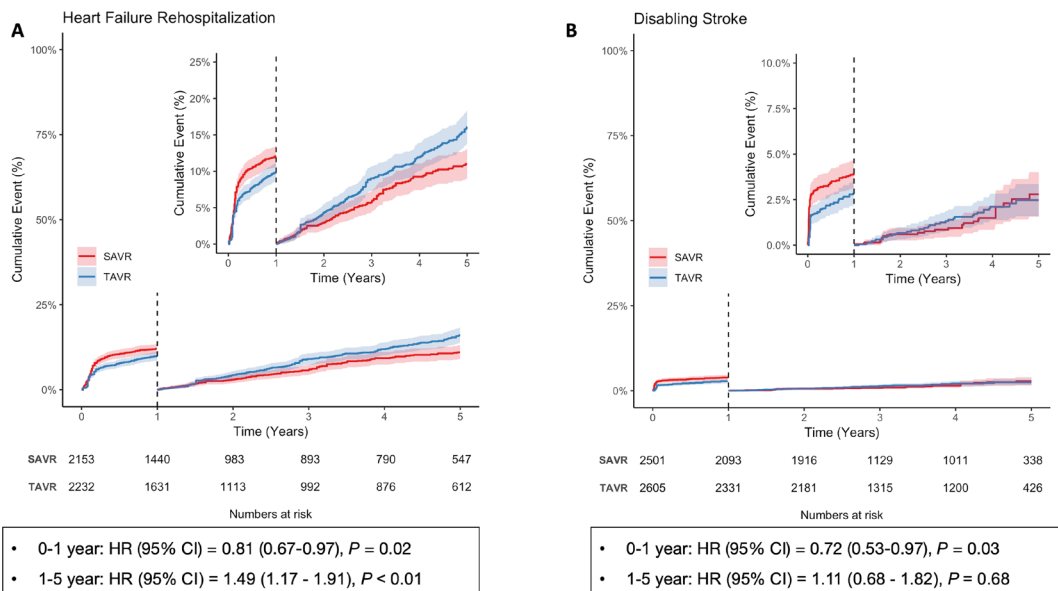 A
Heart Failure Rehospitalization
100%
75%
50%
25%
0%
Cumulative Event (%)
25%
20%
15%
10%
5%
0%
Cumulative Event (%)
0 1 2 3 4 5
Time (Years)
SAVR
TAVR
0 1 2 3 4 5
Time (Years)
SAVR 2153 1440 983 893 790 547
TAVR 2232 1631 1113 992 876 612
Numbers at risk
• 0-1 year: HR (95% CI) = 0.81 (0.67-0.97), P = 0.02
• 1-5 year: HR (95% CI) = 1.49 (1.17 - 1.91), P < 0.01
B
Disabling Stroke
100%
75%
50%
25%
0%
Cumulative Event (%)
10.0%
7.5%
5.0%
2.5%
0.0%
Cumulative Event (%)
0 1 2 3 4 5
Time (Years)
SAVR
TAVR
0 1 2 3 4 5
Time (Years)
SAVR 2501 2093 1916 1129 1011 338
TAVR 2605 2331 2181 1315 1200 426
Numbers at risk
• 0-1 year: HR (95% CI) = 0.72 (0.53-0.97), P = 0.03
• 1-5 year: HR (95% CI) = 1.11 (0.68 - 1.82), P = 0.68